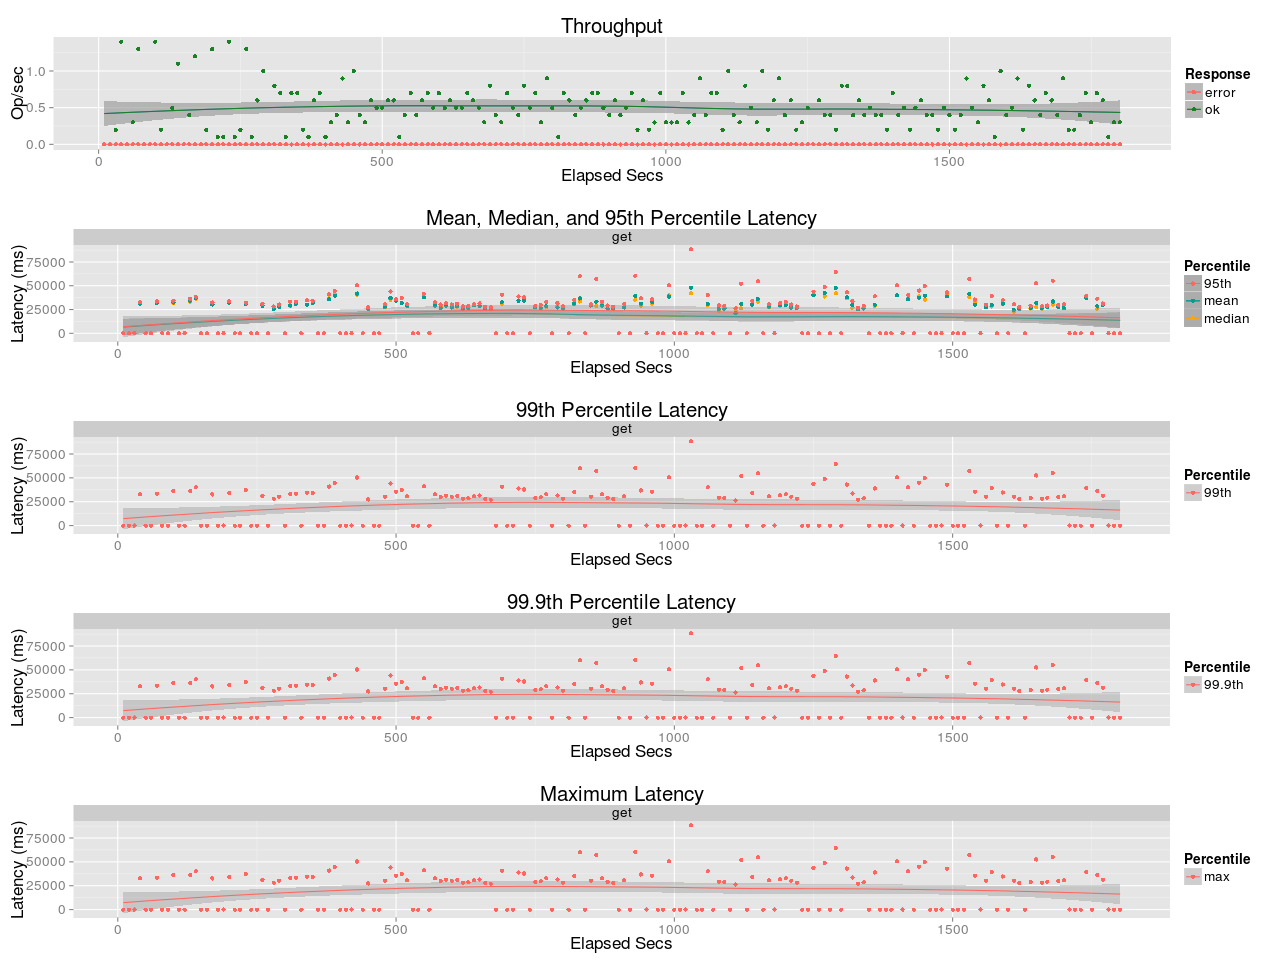 Throughput
Op/sec
1.0
0.5
0.0
0 500 1000 1500
Elapsed Secs
Response
error
ok
Mean, Median, and 95th Percentile Latency
get
Latency (ms)
75000
50000
25000
0
0 500 1000 1500
Elapsed Secs
Percentile
95th
mean
median
99th Percentile Latency
get
Latency (ms)
75000
50000
25000
0
0 500 1000 1500
Elapsed Secs
Percentile
99th
99.9th Percentile Latency
get
Latency (ms)
75000
50000
25000
0
0 500 1000 1500
Elapsed Secs
Percentile
99.9th
Maximum Latency
get
Latency (ms)
75000
50000
25000
0
0 500 1000 1500
Elapsed Secs
Percentile
max